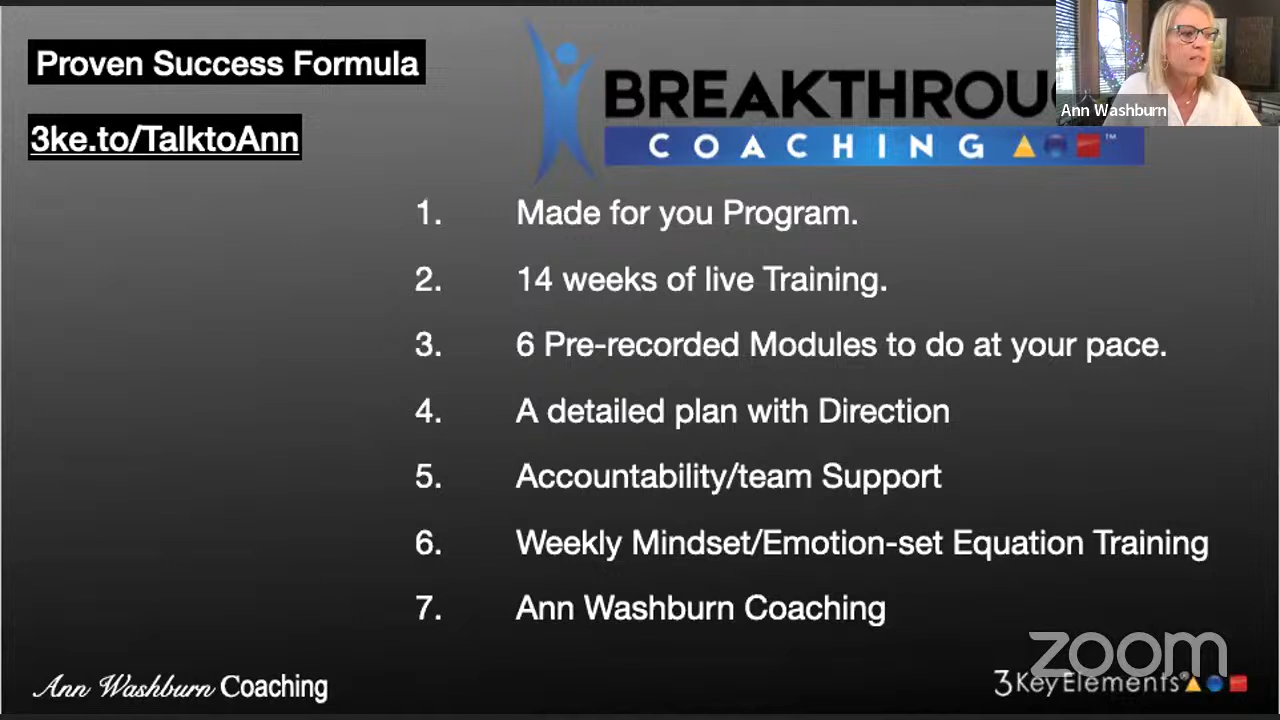 Proven Success Formula
3ke.to/TalktoAnn
BREAKTHROUG
COACHING ™
Ann Washburn
1. Made for you Program.
2. 14 weeks of live Training.
3. 6 Pre-recorded Modules to do at your pace.
4. A detailed plan with Direction
5. Accountability/team Support
6. Weekly Mindset/Emotion-set Equation Training
7. Ann Washburn Coaching
Ann Washburn Coaching
zoom
3 Key Elements®